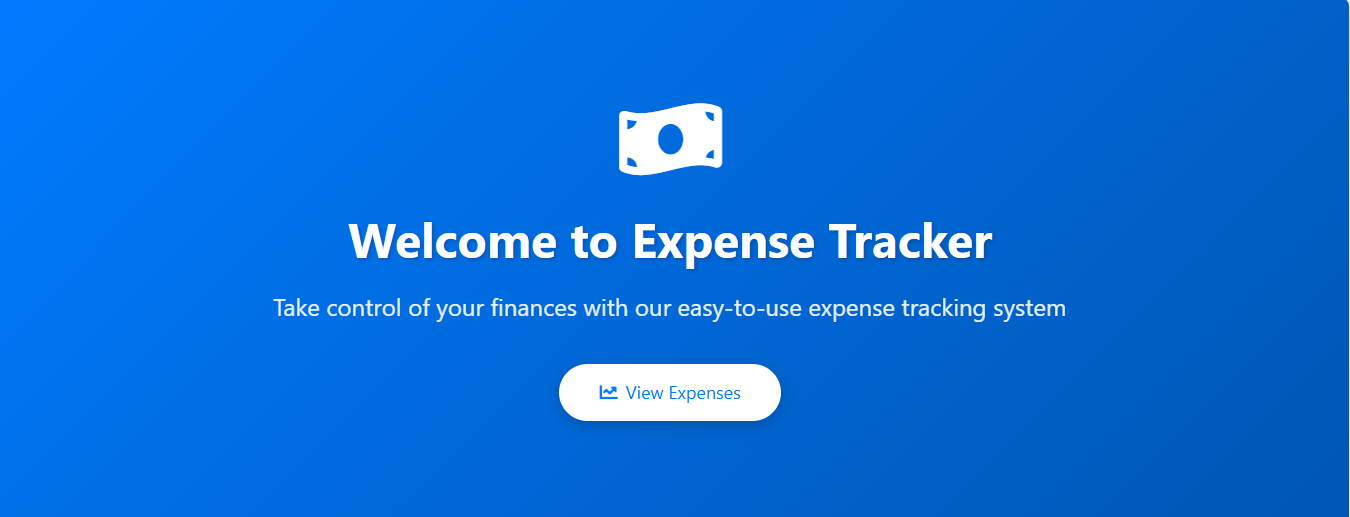 Welcome to Expense Tracker
Take control of your finances with our easy-to-use expense tracking system
View Expenses